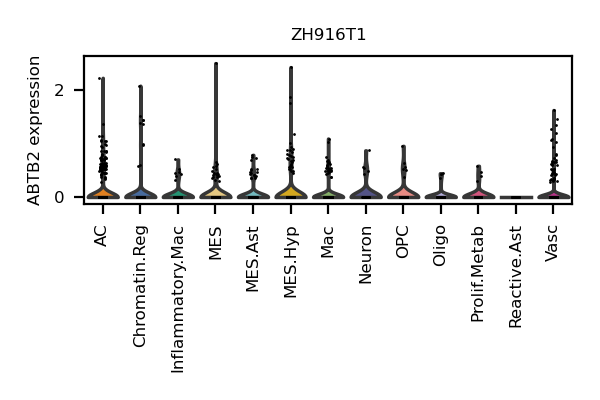 ZH916T1
ABTB2 expression
2
0
AC
Chromatin.Reg
Inflammatory.Mac
MES
MES.Ast
MES.Hyp
Mac
Neuron
OPC
Oligo
Prolif.Metab
Reactive.Ast
Vasc